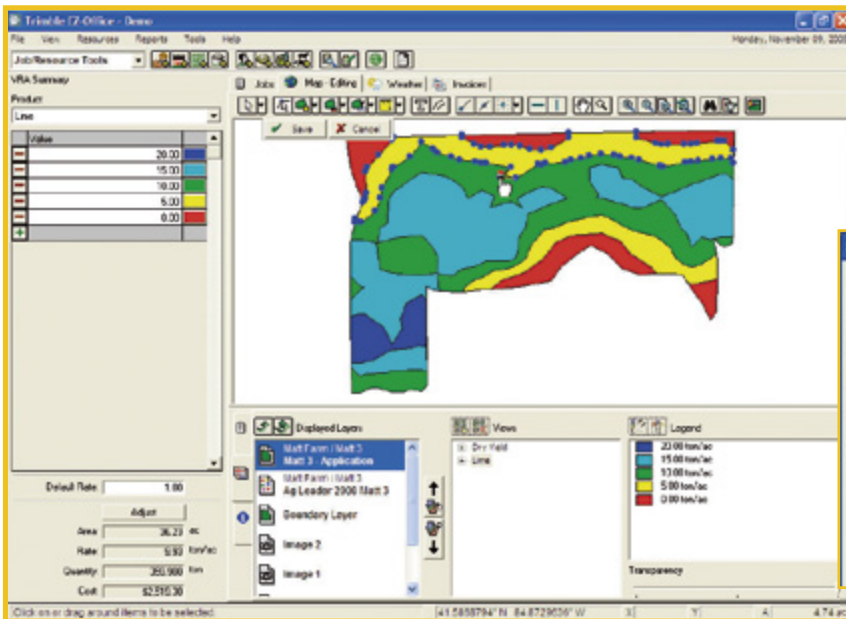 Trimble EZ-Office - Demo
File View Resources Reports Tools Help
Monday, November 09, 2009
Job/Resource Tools
VRA Summary
Jobs Map - Editing Weather Invoices
Product
Line
Save Cancel
Value
20.00
15.00
10.00
5.00
0.00
Displayed Layers
Matt Farm / Matt 3
Matt 3 - Application
Matt Farm / Matt 3
Ag Leader 2006 Matt 3
Boundary Layer
Image 2
Image 1
Views
Dry Yield
Lime
Legend
20.00 ton/ac
15.00 ton/ac
10.00 ton/ac
5.00 ton/ac
0.00 ton/ac
Transparency
Default Rate: 1.00
Adjust
Area: 36.23 ac
Rate: 9.93 ton/ac
Quantity: ton
Cost:
Click on or drag around items to be selected.
W X: Y: A: 4.74 ac